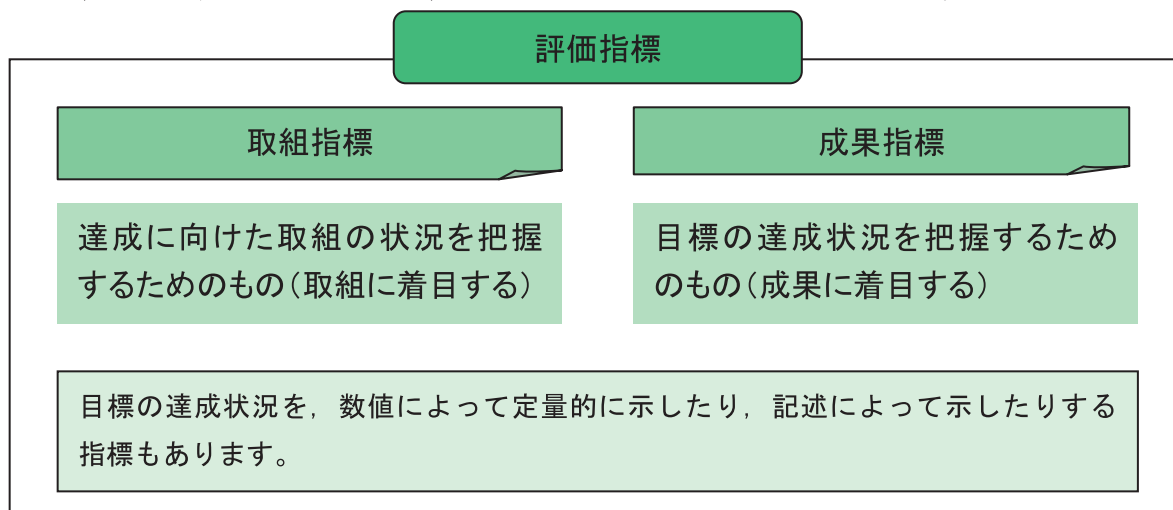 評価指標
取組指標
成果指標
達成に向けた取組の状況を把握
するためのもの(取組に着目する)
目標の達成状況を把握するため
のもの(成果に着目する)
目標の達成状況を，数値によって定量的に示したり，記述によって示したりする
指標もあります。